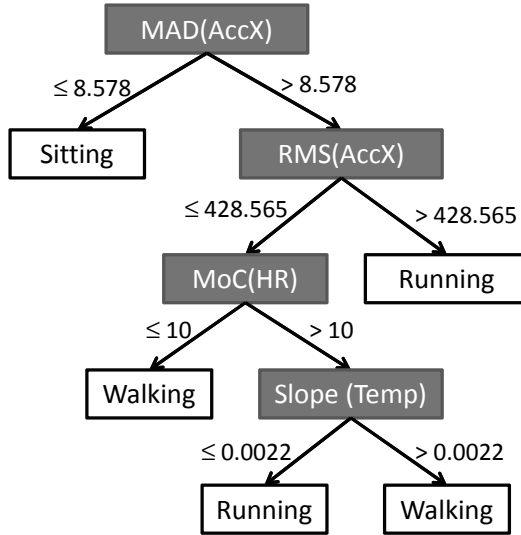 MAD(AccX)
≤ 8.578
> 8.578
Sitting
RMS(AccX)
≤ 428.565
> 428.565
MoC(HR)
Running
≤ 10
> 10
Walking
Slope (Temp)
≤ 0.0022
> 0.0022
Running
Walking